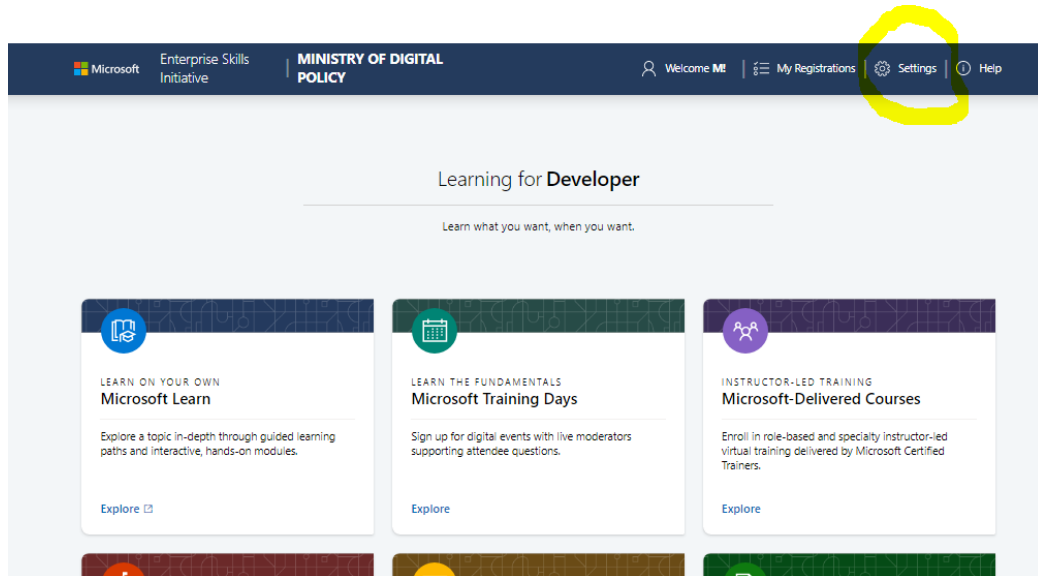 Microsoft
Enterprise Skills
Initiative
MINISTRY OF DIGITAL
POLICY
Welcome M!
My Registrations
Settings
Help
Learning for Developer
Learn what you want, when you want.
LEARN ON YOUR OWN
Microsoft Learn
Explore a topic in-depth through guided learning
paths and interactive, hands-on modules.
Explore
LEARN THE FUNDAMENTALS
Microsoft Training Days
Sign up for digital events with live moderators
supporting attendee questions.
Explore
INSTRUCTOR-LED TRAINING
Microsoft-Delivered Courses
Enroll in role-based and specialty instructor-led
virtual training delivered by Microsoft Certified
Trainers.
Explore